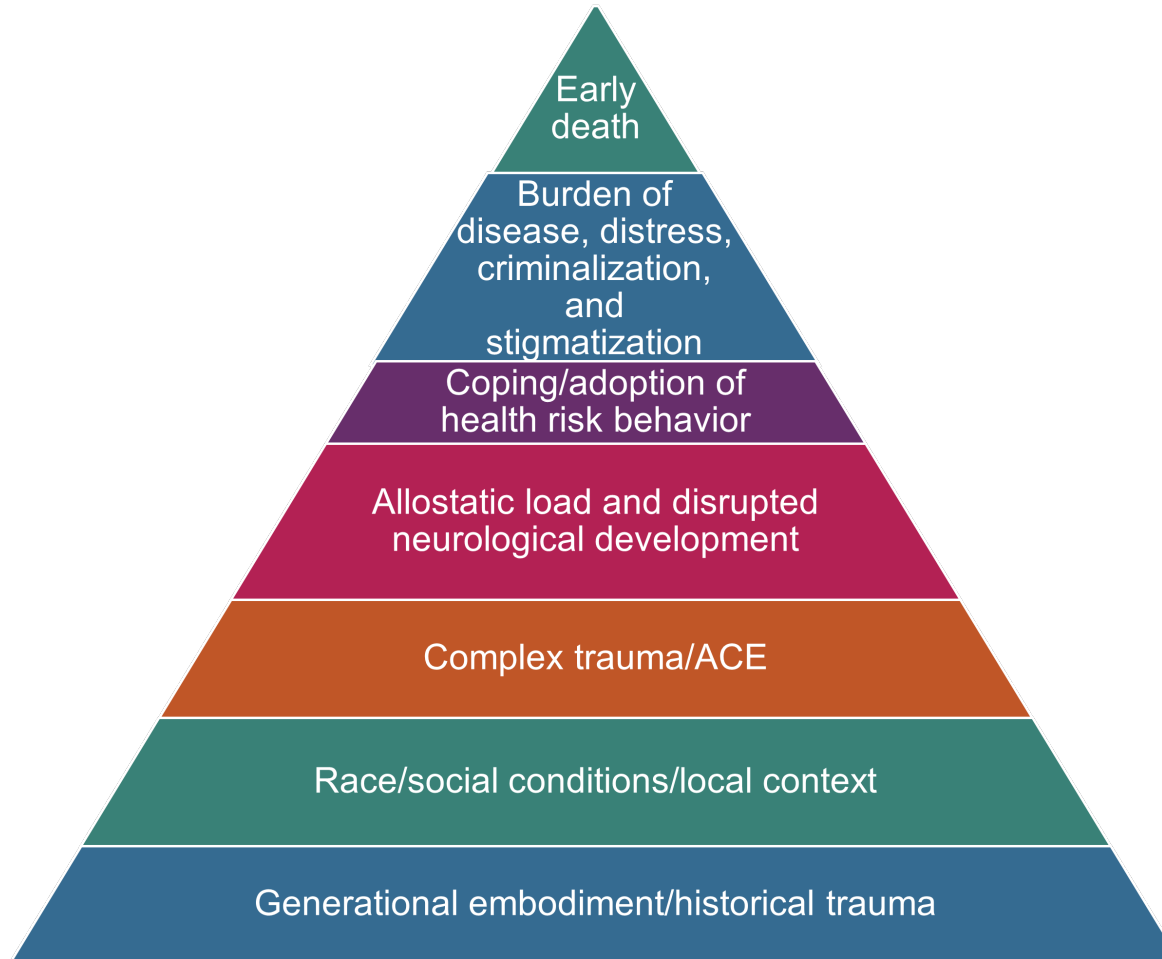 Early
death
Burden of
disease, distress,
criminalization,
and
stigmatization
Coping/adoption of
health risk behavior
Allostatic load and disrupted
neurological development
Complex trauma/ACE
Race/social conditions/local context
Generational embodiment/historical trauma